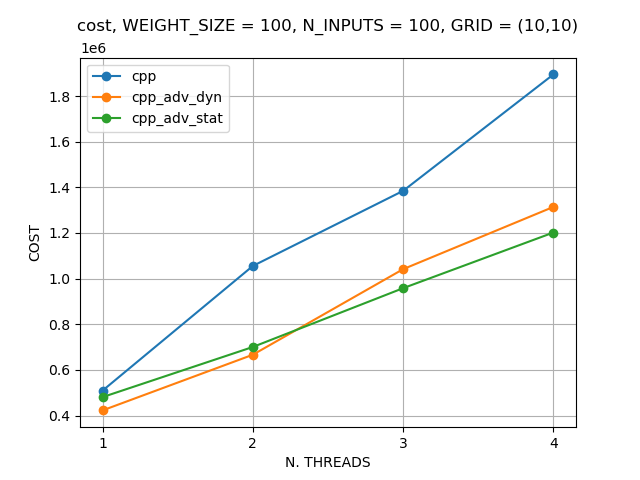 cost, WEIGHT_SIZE = 100, N_INPUTS = 100, GRID = (10,10)
1e6
cpp
cpp_adv_dyn
cpp_adv_stat
1.8
1.6
1.4
1.2
1.0
0.8
0.6
0.4
COST
1 2 3 4
N. THREADS